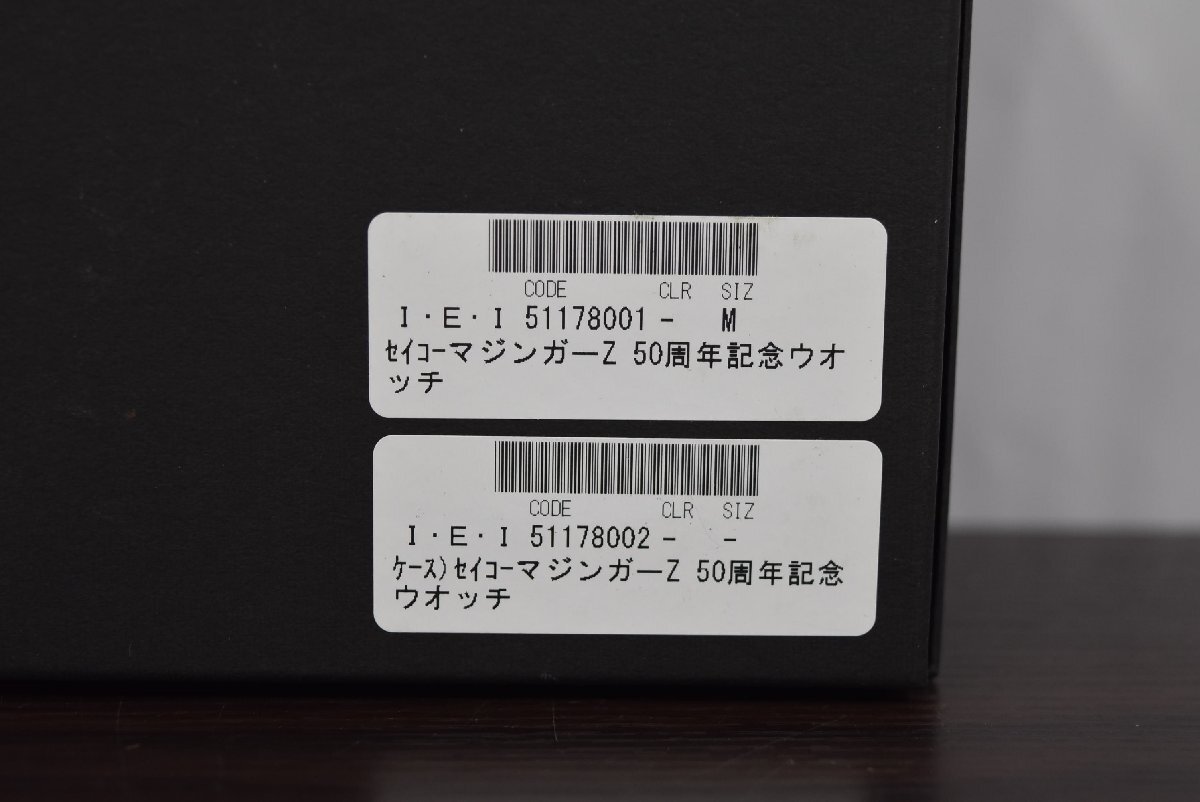 CODE CLR SIZ
I・E・I 51178001 - M
ｾｲｺｰマジンガーZ 50周年記念ウオ
ッチ
CODE CLR SIZ
I・E・I 51178002 - -
ｹｰｽ)ｾｲｺｰマジンガーZ 50周年記念
ウオッチ